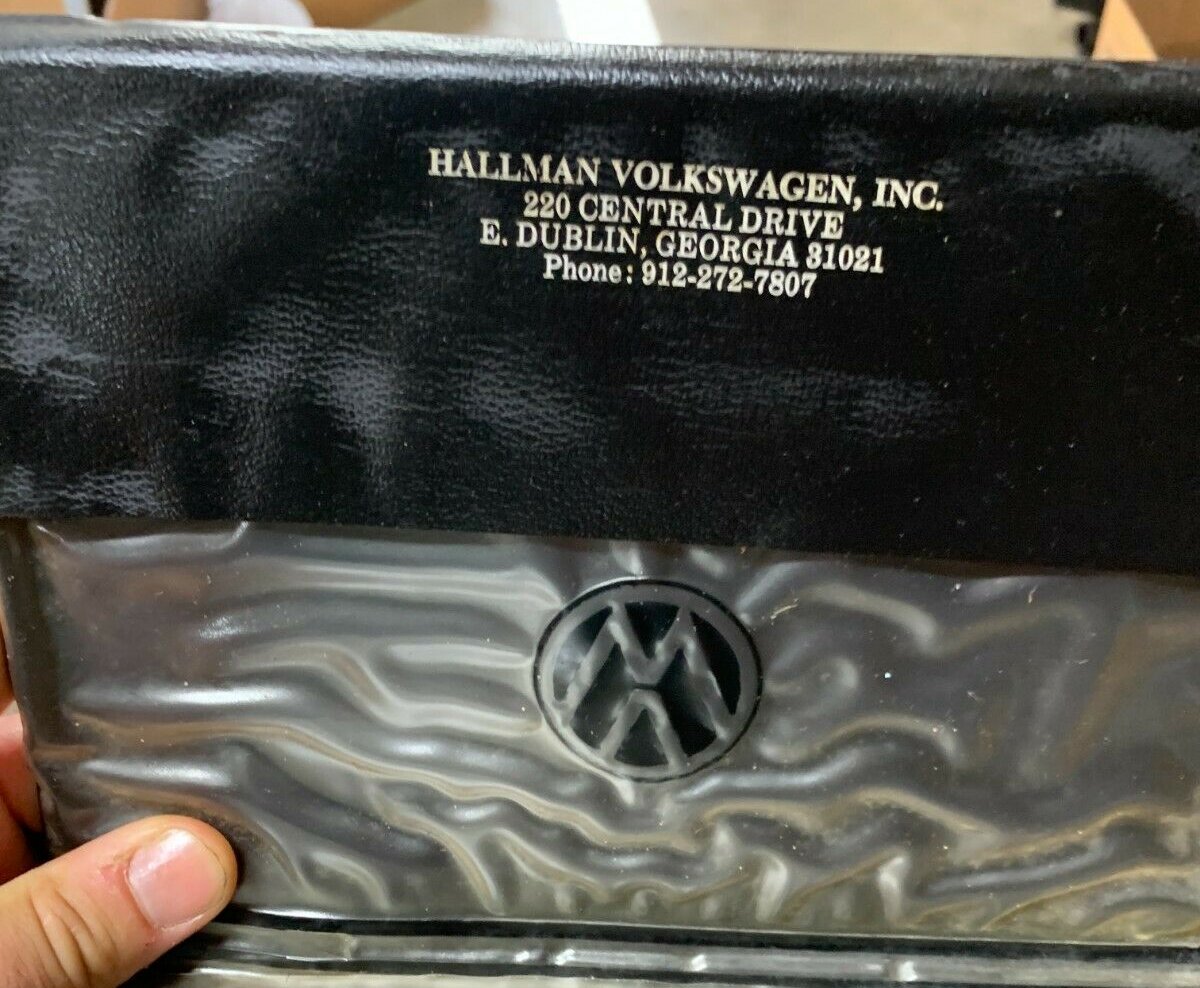 HALLMAN VOLKSWAGEN, INC.
220 CENTRAL DRIVE
E. DUBLIN, GEORGIA 31021
Phone: 912-272-7807